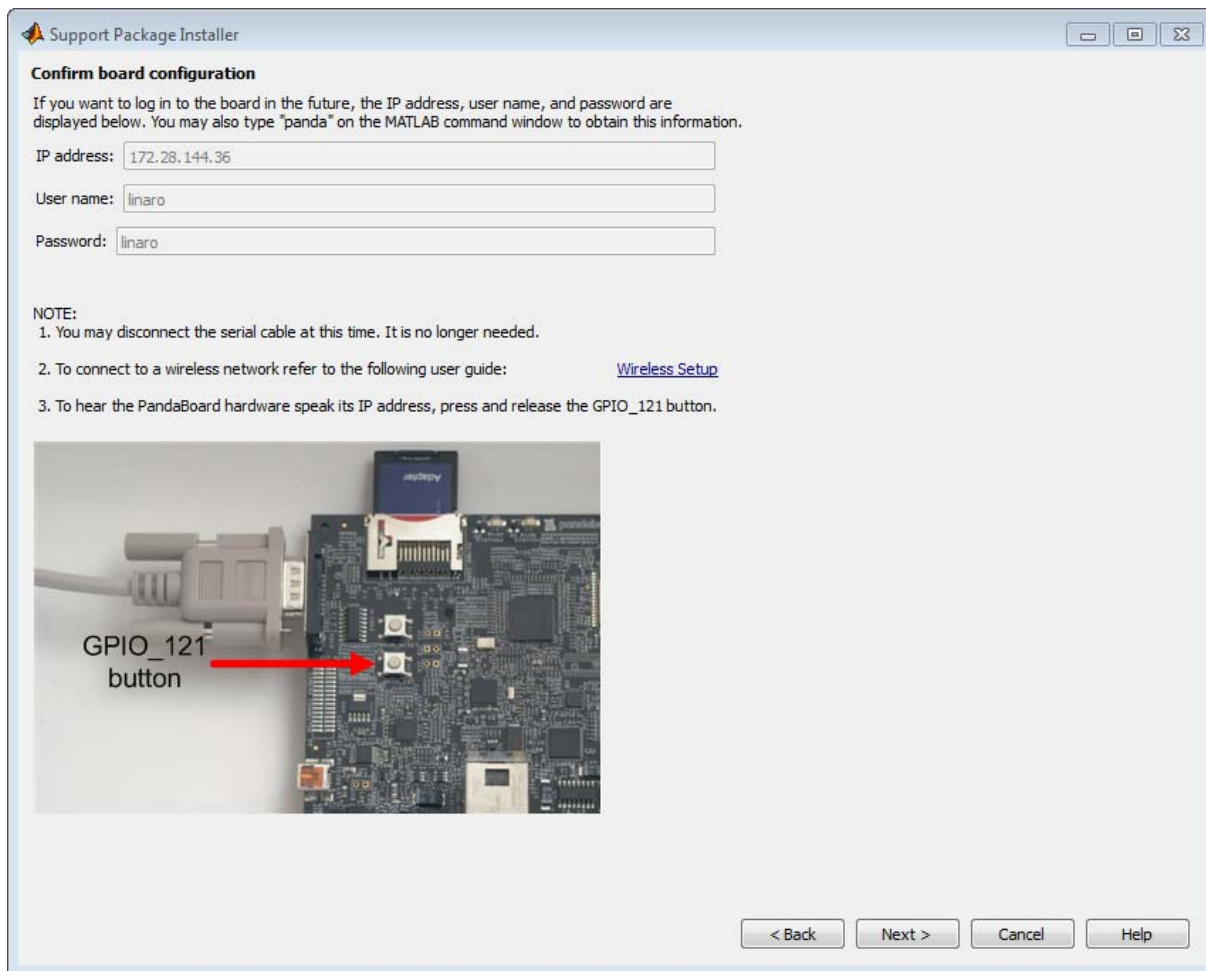 Support Package Installer
Confirm board configuration
If you want to log in to the board in the future, the IP address, user name, and password are
displayed below. You may also type "panda" on the MATLAB command window to obtain this information.
IP address: 172.28.144.36
User name: linaro
Password: linaro
NOTE:
1. You may disconnect the serial cable at this time. It is no longer needed.
2. To connect to a wireless network refer to the following user guide: Wireless Setup
3. To hear the PandaBoard hardware speak its IP address, press and release the GPIO_121 button.
Adapter
GPIO_121
button
< Back Next > Cancel Help